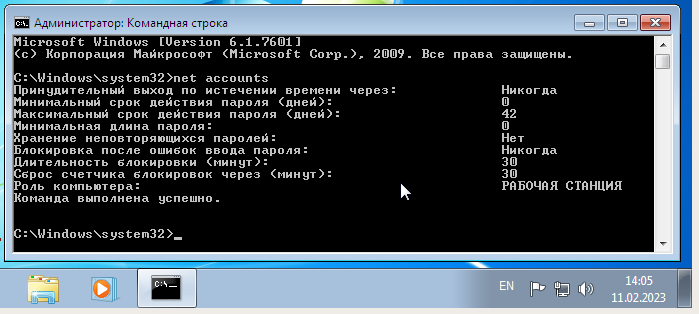 Администратор: Командная строка
Microsoft Windows [Version 6.1.7601]
(c) Корпорация Майкрософт (Microsoft Corp.), 2009. Все права защищены.
C:\Windows\system32>net accounts
Принудительный выход по истечении времени через: Никогда
Минимальный срок действия пароля (дней): 0
Максимальный срок действия пароля (дней): 42
Минимальная длина пароля: 0
Хранение неповторяющихся паролей: Нет
Блокировка после ошибок ввода пароля: Никогда
Длительность блокировки (минут): 30
Сброс счетчика блокировок через (минут): 30
Роль компьютера: РАБОЧАЯ СТАНЦИЯ
Команда выполнена успешно.
C:\Windows\system32>_
EN
14:05
11.02.2023